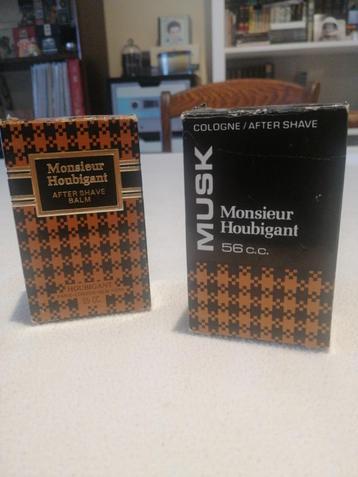 Monsieur
Houbigant
AFTER SHAVE
BALM
HOUBIGANT
COLOGNE / AFTER SHAVE
MUSK
Monsieur
Houbigant
56 c.c.